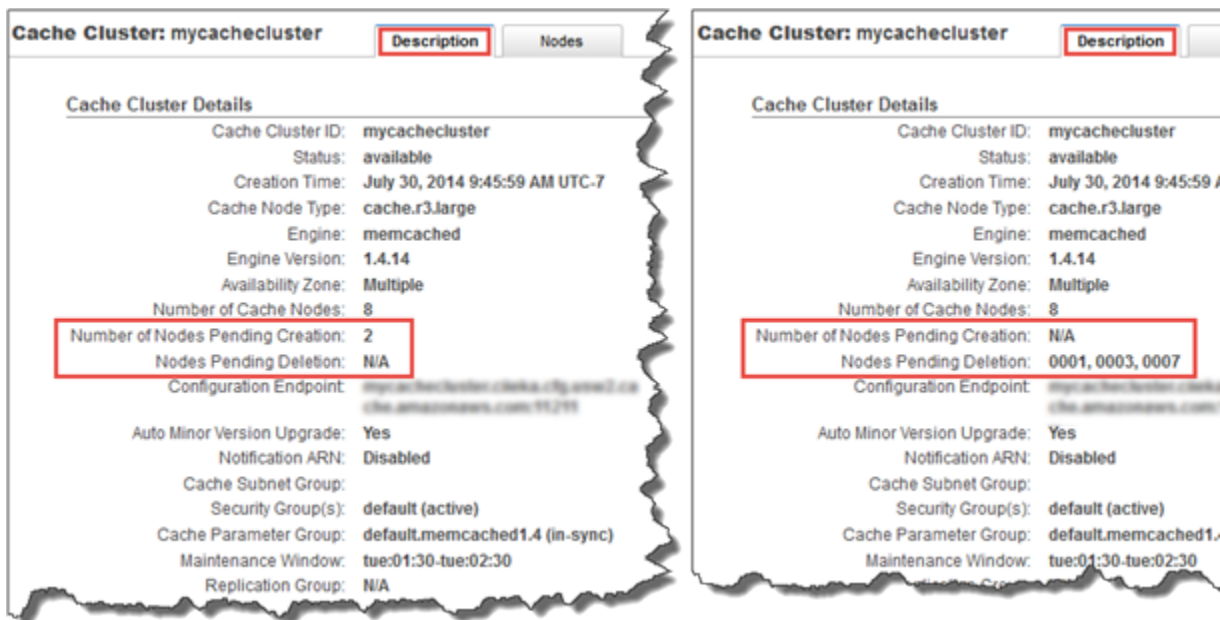 Cache Cluster: mycachecluster Description Nodes
Cache Cluster Details
Cache Cluster ID: mycachecluster
Status: available
Creation Time: July 30, 2014 9:45:59 AM UTC-7
Cache Node Type: cache.r3.large
Engine: memcached
Engine Version: 1.4.14
Availability Zone: Multiple
Number of Cache Nodes: 8
Number of Nodes Pending Creation: 2
Nodes Pending Deletion: N/A
Configuration Endpoint:
Auto Minor Version Upgrade: Yes
Notification ARN: Disabled
Cache Subnet Group:
Security Group(s): default (active)
Cache Parameter Group: default.memcached1.4 (in-sync)
Maintenance Window: tue:01:30-tue:02:30
Replication Group: N/A
Cache Cluster: mycachecluster Description
Cache Cluster Details
Cache Cluster ID: mycachecluster
Status: available
Creation Time: July 30, 2014 9:45:59
Cache Node Type: cache.r3.large
Engine: memcached
Engine Version: 1.4.14
Availability Zone: Multiple
Number of Cache Nodes: 8
Number of Nodes Pending Creation: N/A
Nodes Pending Deletion: 0001, 0003, 0007
Configuration Endpoint:
Auto Minor Version Upgrade: Yes
Notification ARN: Disabled
Cache Subnet Group:
Security Group(s): default (active)
Cache Parameter Group: default.memcached1.
Maintenance Window: tue:01:30-tue:02:30